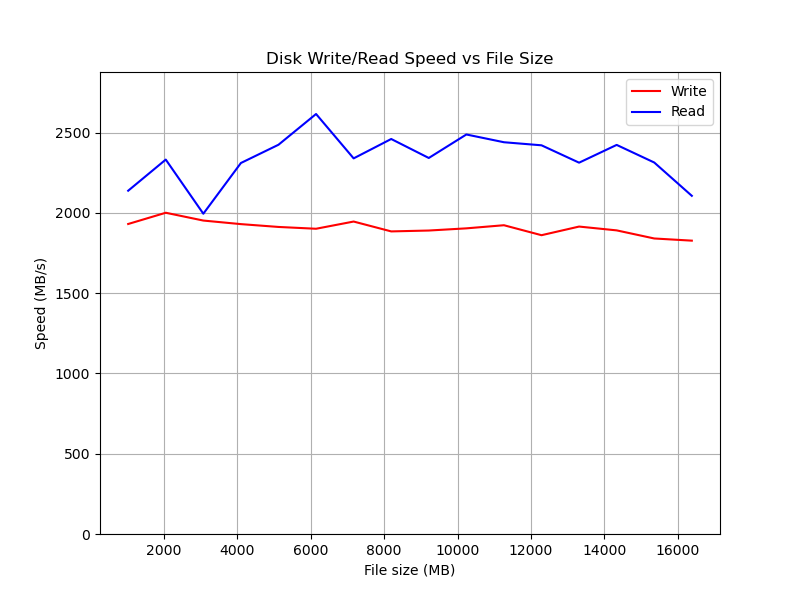 Disk Write/Read Speed vs File Size
Write
Read
2500
2000
1500
1000
500
0
Speed (MB/s)
2000 4000 6000 8000 10000 12000 14000 16000
File size (MB)